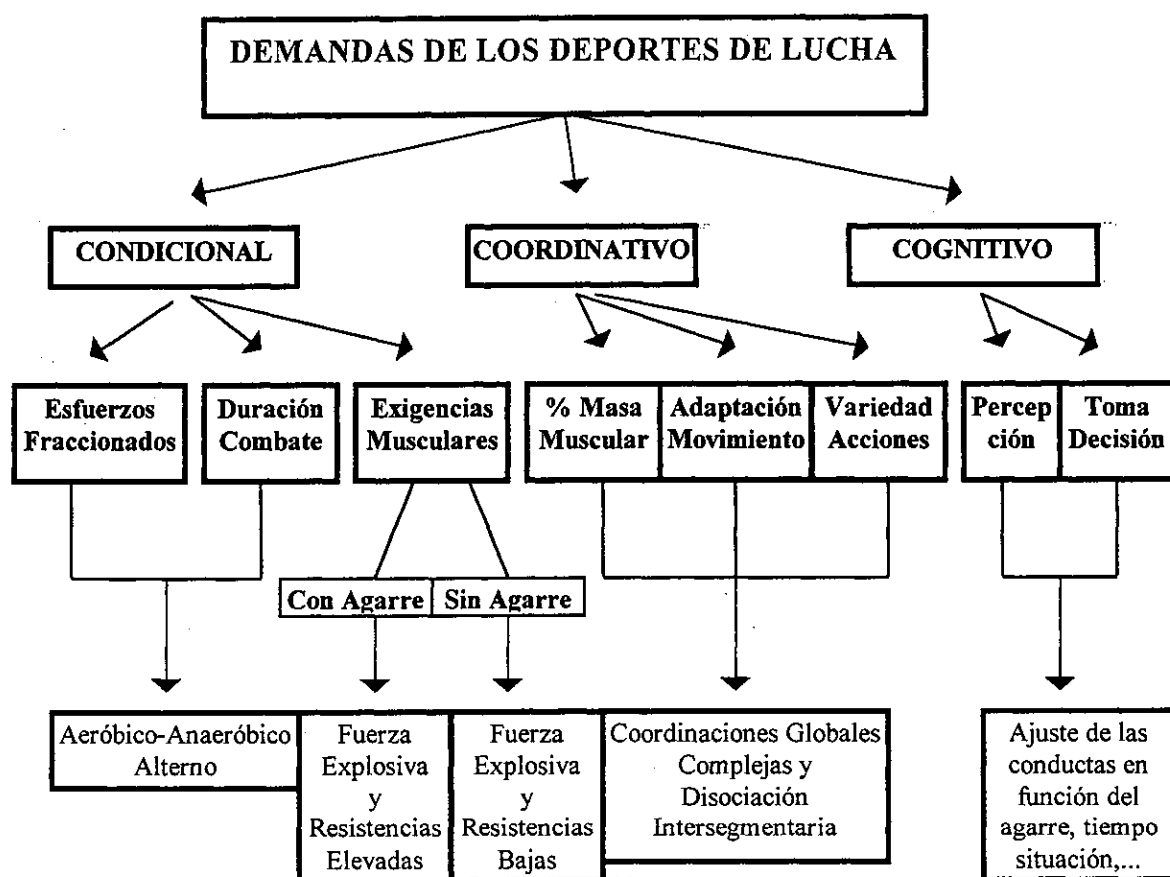 DEMANDAS DE LOS DEPORTES DE LUCHA
CONDICIONAL
COORDINATIVO
COGNITIVO
Esfuerzos
Fraccionados
Duración
Combate
Exigencias
Musculares
% Masa
Muscular
Adaptación
Movimiento
Variedad
Acciones
Percep
ción
Toma
Decisión
Con Agarre
Sin Agarre
Aeróbico-Anaeróbico
Alterno
Fuerza
Explosiva
y
Resistencias
Elevadas
Fuerza
Explosiva
y
Resistencias
Bajas
Coordinaciones Globales
Complejas y
Disociación
Intersegmentaria
Ajuste de las
conductas en
función del
agarre, tiempo
situación,...